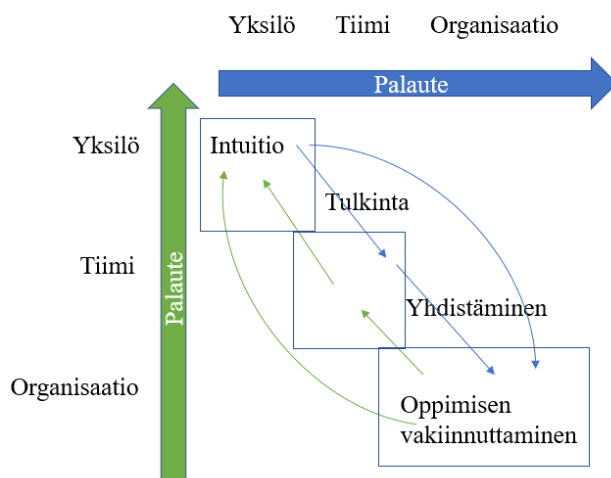 Yksilö Tiimi Organisaatio
Palaute
Yksilö
Intuitio
Tulkinta
Tiimi
Palaute
Yhdistäminen
Organisaatio
Oppimisen
vakiinnuttaminen